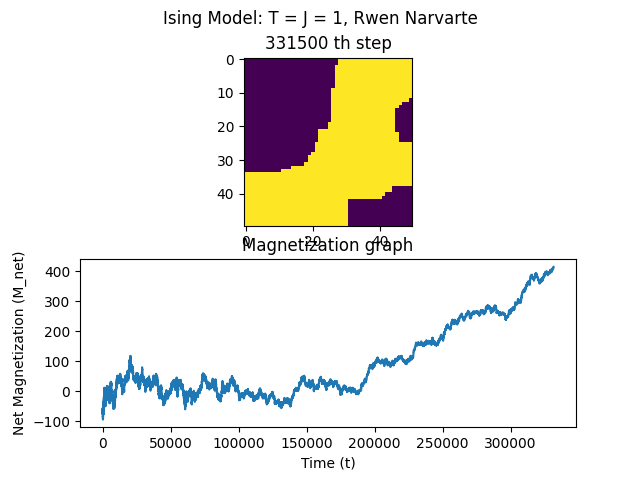 Ising Model: T = J = 1, Rwen Narvarte
331500 th step
0
10
20
30
40
0 20 40
Magnetization graph
Net Magnetization (M_net)
400
300
200
100
0
−100
0 50000 100000 150000 200000 250000 300000
Time (t)